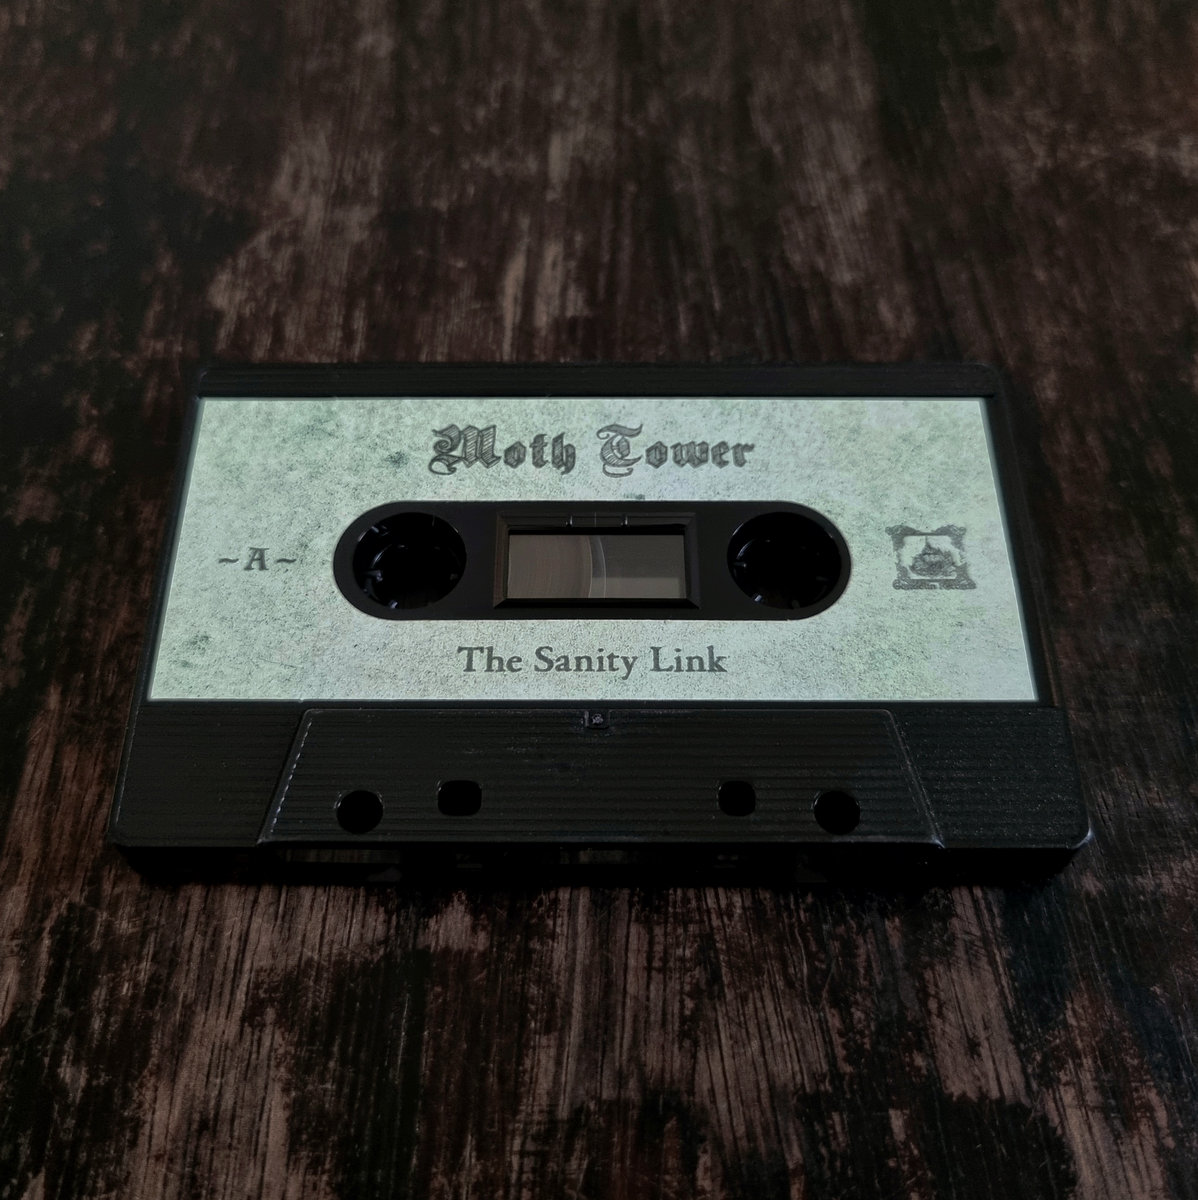 Moth Tower
~A~
The Sanity Link